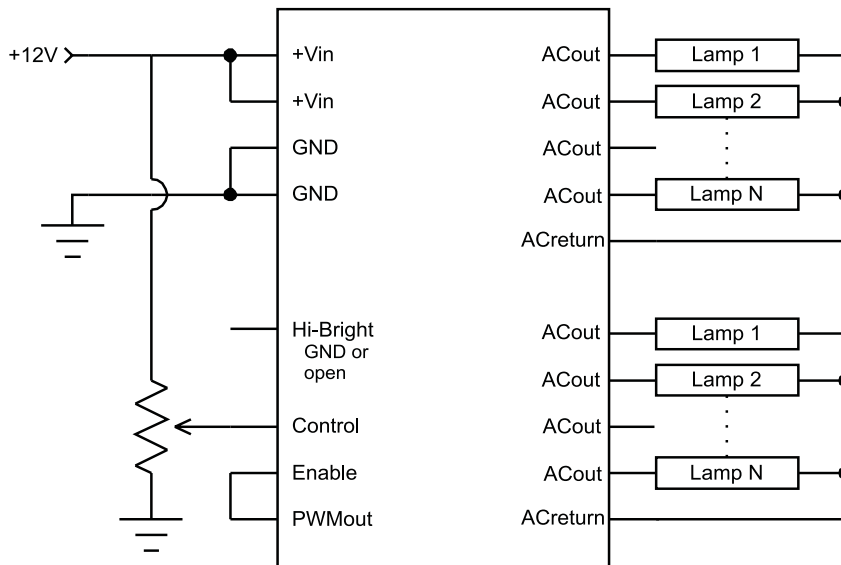 +12V
+Vin
+Vin
GND
GND
Hi-Bright
GND or
open
Control
Enable
PWMout
ACout
Lamp 1
ACout
Lamp 2
ACout
ACout
Lamp N
ACreturn
ACout
Lamp 1
ACout
Lamp 2
ACout
ACout
Lamp N
ACreturn